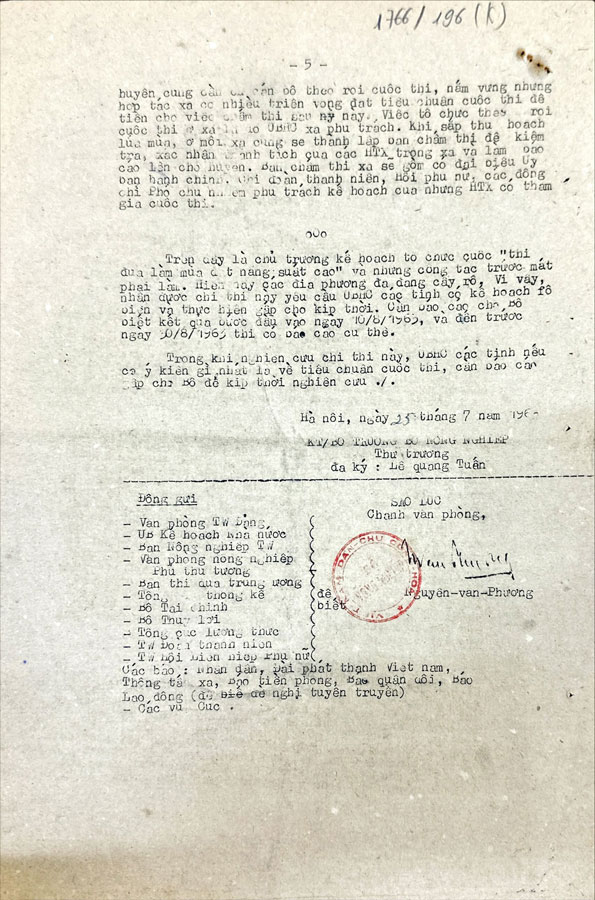 1766/196 (K)
- 5 -
huyện cũng cần cán bộ theo rõi cuộc thi, nắm vững những
hợp tác xã có nhiều triển vọng đạt tiêu chuẩn cuộc thi để
tiện cho việc chấm thi sau này. Việc tổ chức theo rõi
cuộc thi ở xã do UBHC xã phụ trách. Khi sắp thu hoạch
lúa mùa, ở mỗi xã cũng sẽ thành lập ban chấm thi để kiểm
tra, xác nhận thành tích của các HTX trong xã và làm báo
cáo lên cho huyện. Ban chấm thi xã sẽ gồm có đại biểu Ủy
ban hành chính, đoàn thanh niên, Hội phụ nữ, các đồng
chí Phó chủ nhiệm phụ trách kế hoạch của những HTX có tham
gia cuộc thi.
oOo
Trên đây là chủ trương kế hoạch tổ chức cuộc "thi
đua làm mùa đạt năng suất cao" và những công tác trước mắt
phải làm. Hiện nay các địa phương đã đang cấy rộ, Vì vậy,
nhận được chỉ thị này yêu cầu UBHC các tỉnh có kế hoạch phổ
biến và thực hiện gấp cho kịp thời. Cần báo cáo cho Bộ
biết kết quả bước đầu vào ngày 10/8/1963, và đến trước
ngày 30/8/1963 thì có báo cáo cụ thể.
Trong khi nghiên cứu chỉ thị này, UBHC các tỉnh nếu
có ý kiến gì nhất là về tiêu chuẩn cuộc thi, cần báo cáo
gấp cho Bộ để kịp thời nghiên cứu ./.
Hà nội, ngày 25 tháng 7 năm 196
KT/BỘ TRƯỞNG BỘ NÔNG NGHIỆP
Thứ trưởng
đã ký : Lê quang Tuấn
Đồng gửi
SAO LỤC
Chánh văn phòng,
- Văn phòng TW Đảng,
- UB Kế hoạch Nhà nước
- Ban Nông nghiệp TW
- Văn phòng nông nghiệp
Phủ thủ tướng
- Ban thi đua trung ương
- Tổng thống kê
- Bộ Tài chính
- Bộ Thủy lợi
- Tổng cục lương thực
- TW Đoàn thanh niên
- TW Hội Liên hiệp Phụ nữ
để
biết
Nguyễn-văn-Phương
Các báo : Nhân dân, Đài phát thanh Việt nam,
Thông tấn xã, Báo tiền phong, Báo quân đội, Báo
Lao động (để biết đề nghị tuyên truyền)
- Các vụ Cục .